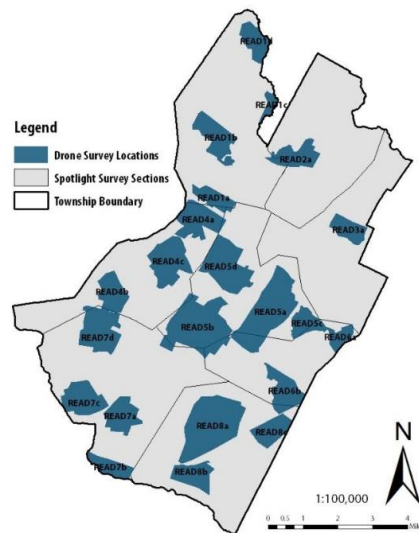 READ1d
READ1c
Legend
READ1b
Drone Survey Locations
READ2a
Spotlight Survey Sections
READ1a
Township Boundary
READ4a
READ3a
READ4c
READ5d
READ4b
READ5a
READ5c
READ5b
READ7d
READ6a
READ6b
READ7c
READ7a
READ8a
READ7b
READ8b
N
1:100,000
0 0.5 1 2 3 4
Mil